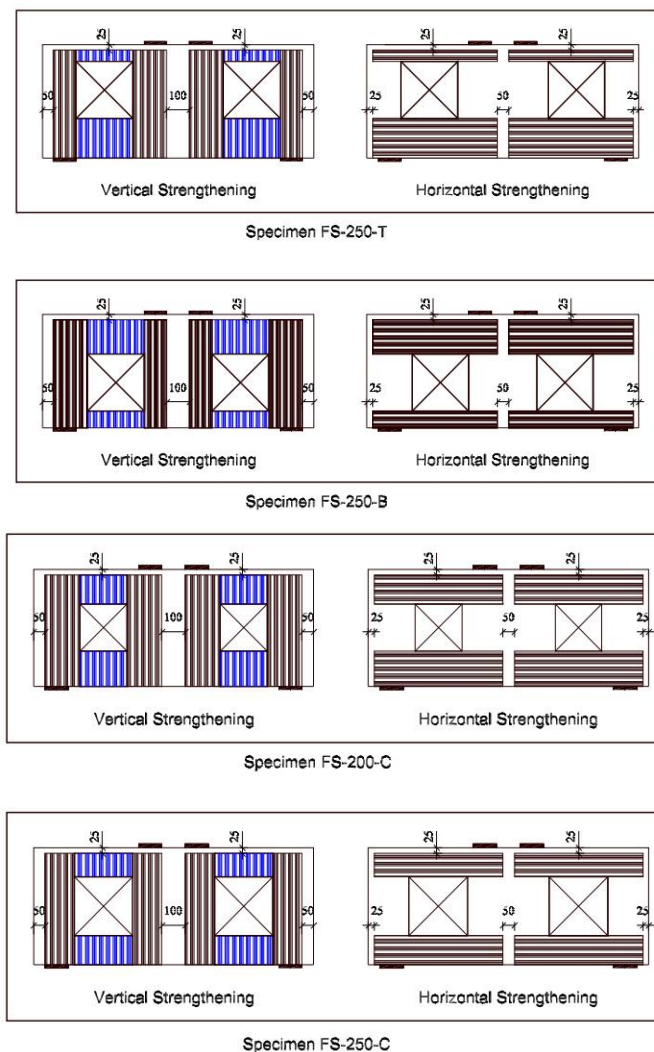 25 25 25 25
50 100 50 25 50 25
Vertical Strengthening Horizontal Strengthening
Specimen FS-250-T
25 25 25 25
50 100 50 25 50 25
Vertical Strengthening Horizontal Strengthening
Specimen FS-250-B
25 25 25 25
50 100 50 25 50 25
Vertical Strengthening Horizontal Strengthening
Specimen FS-200-C
25 25 25 25
50 100 50 25 50 25
Vertical Strengthening Horizontal Strengthening
Specimen FS-250-C